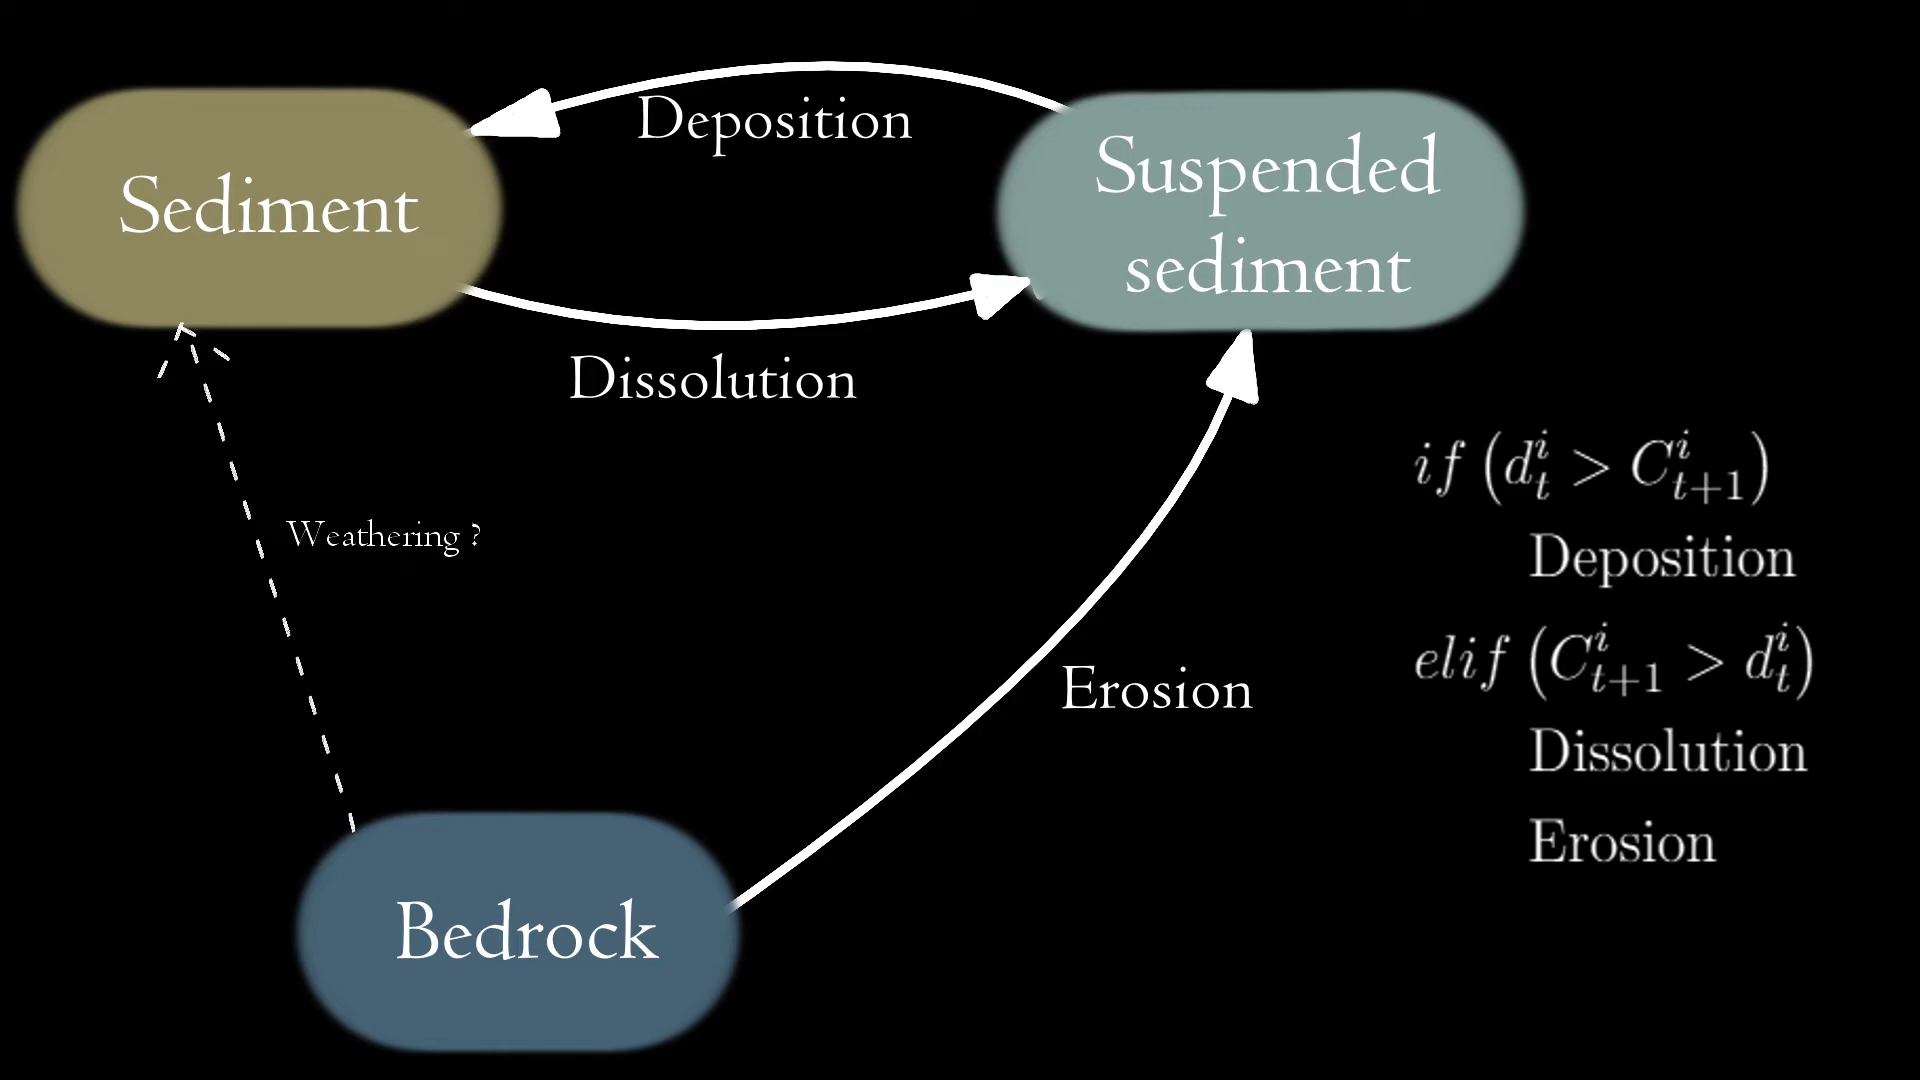 Deposition
Sediment
Suspended
sediment
Dissolution
Weathering ?
Erosion
Bedrock
if (d_t^i > C_{t+1}^i)
Deposition
elif (C_{t+1}^i > d_t^i)
Dissolution
Erosion